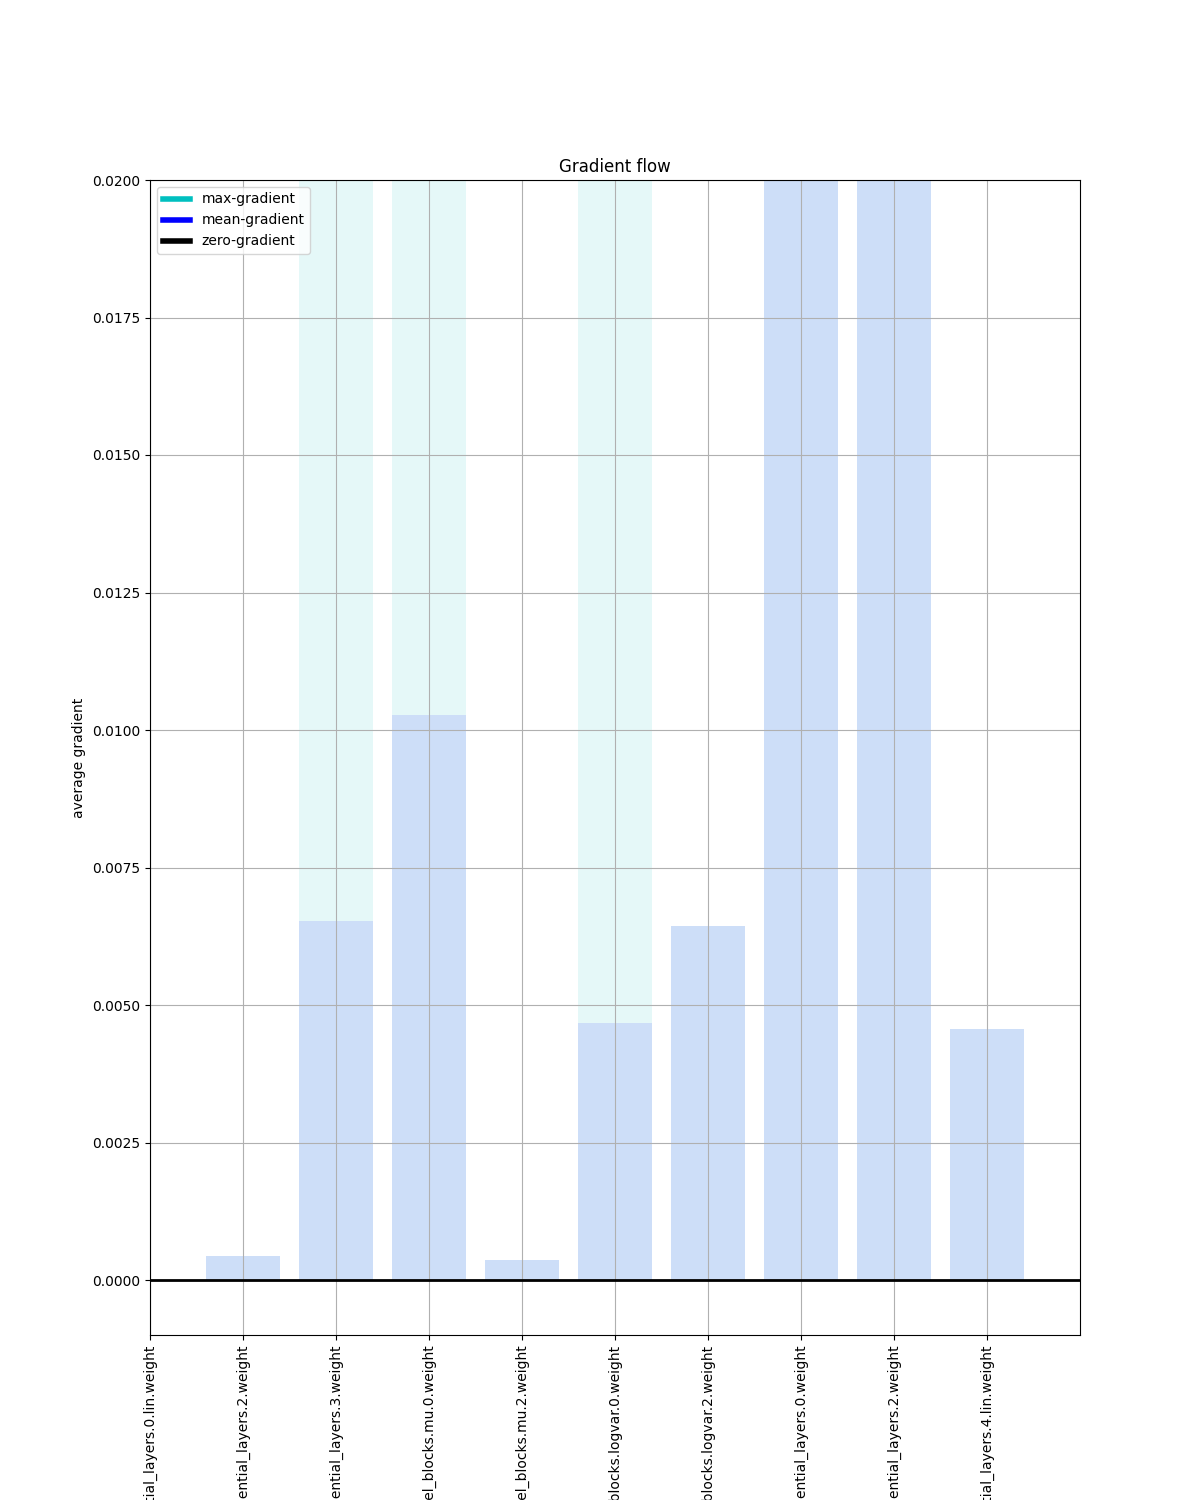 Gradient flow
max-gradient
mean-gradient
zero-gradient
0.0200
0.0175
0.0150
0.0125
0.0100
0.0075
0.0050
0.0025
0.0000
average gradient
tial_layers.0.lin.weight
ential_layers.2.weight
ential_layers.3.weight
el_blocks.mu.0.weight
el_blocks.mu.2.weight
blocks.logvar.0.weight
blocks.logvar.2.weight
ential_layers.0.weight
ential_layers.2.weight
tial_layers.4.lin.weight